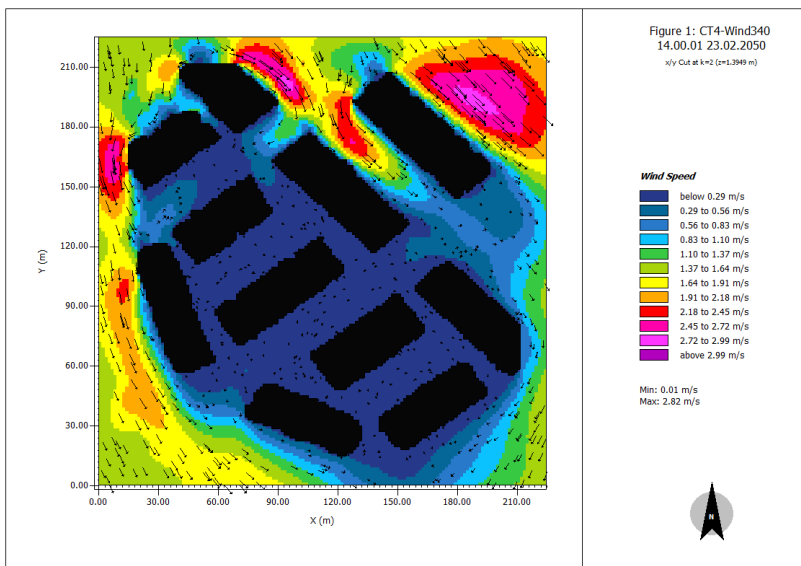 Figure 1: CT4-Wind340
14.00.01 23.02.2050
x/y Cut at k=2 (z=1.3949 m)
210.00
180.00
150.00
120.00
90.00
60.00
30.00
0.00
Y (m)
0.00 30.00 60.00 90.00 120.00 150.00 180.00 210.00
X (m)
Wind Speed
below 0.29 m/s
0.29 to 0.56 m/s
0.56 to 0.83 m/s
0.83 to 1.10 m/s
1.10 to 1.37 m/s
1.37 to 1.64 m/s
1.64 to 1.91 m/s
1.91 to 2.18 m/s
2.18 to 2.45 m/s
2.45 to 2.72 m/s
2.72 to 2.99 m/s
above 2.99 m/s
Min: 0.01 m/s
Max: 2.82 m/s
N